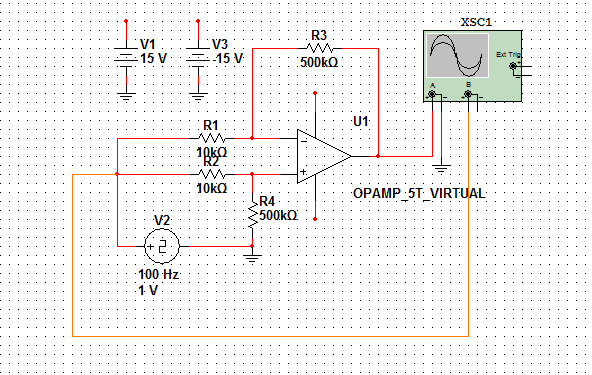 XSC1
V1
15 V
V3
-15 V
R3
500kΩ
Ext Trig
+
-
A
B
+
-
+
-
R1
10kΩ
U1
R2
10kΩ
OPAMP_5T_VIRTUAL
R4
500kΩ
V2
100 Hz
1 V